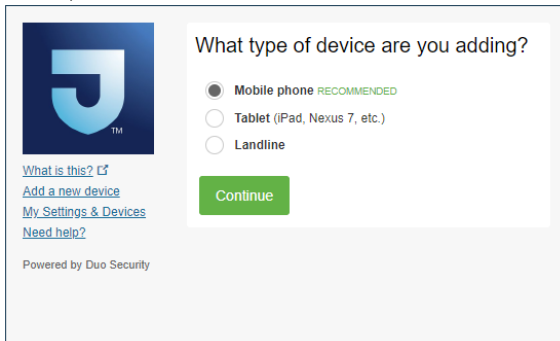 What type of device are you adding?
Mobile phone RECOMMENDED
Tablet (iPad, Nexus 7, etc.)
Landline
Continue
J
TM
What is this?
Add a new device
My Settings & Devices
Need help?
Powered by Duo Security